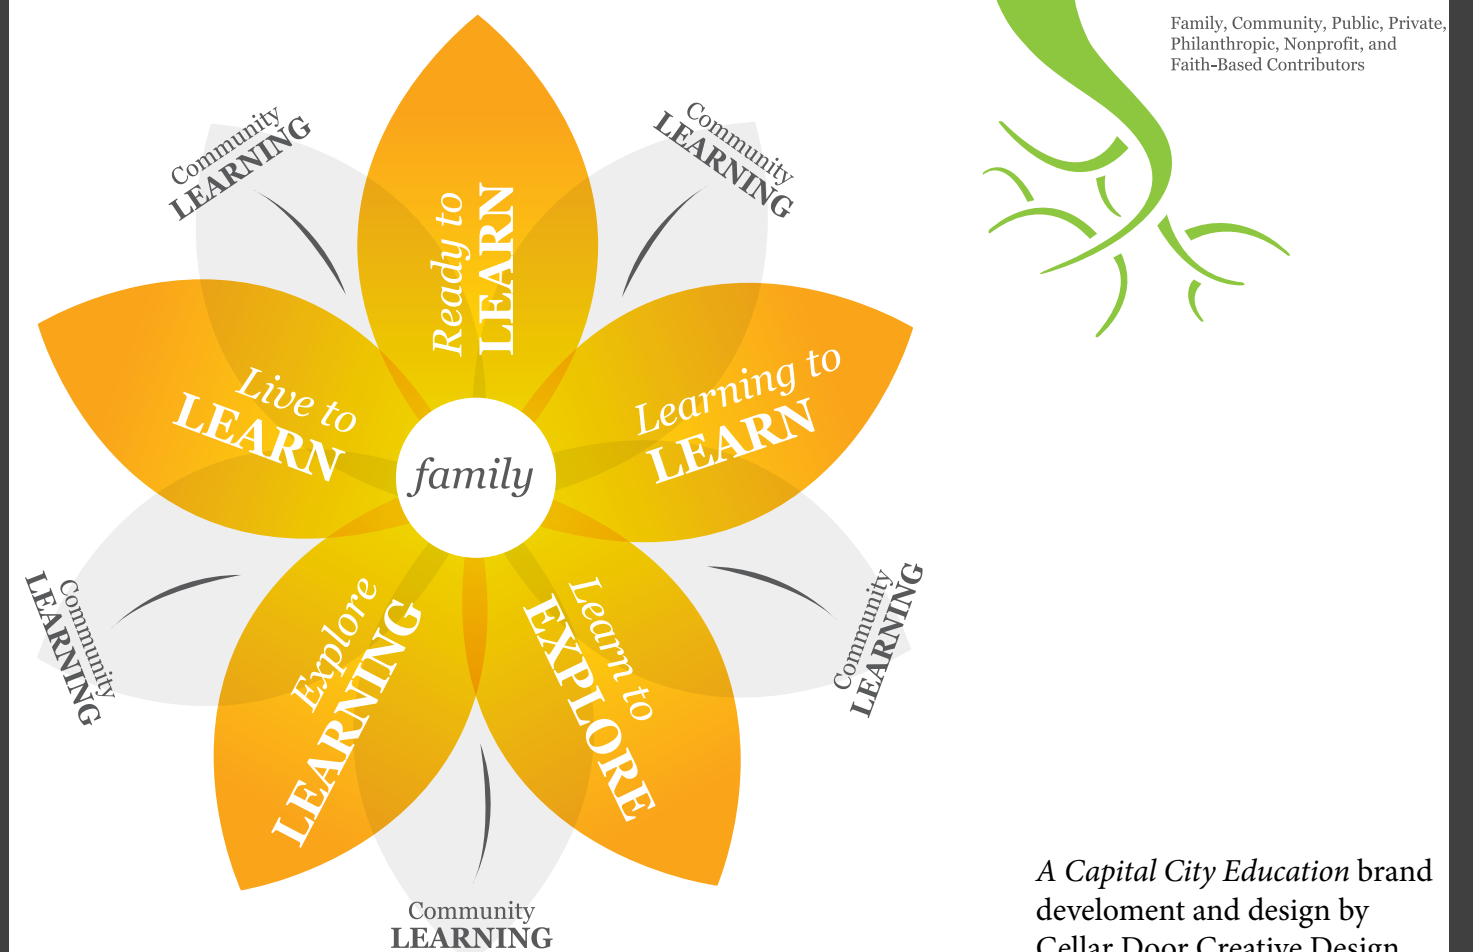 Family, Community, Public, Private,
Philanthropic, Nonprofit, and
Faith-Based Contributors
Community
LEARNING
Community
LEARNING
Ready to
LEARN
Learning to
LEARN
Live to
LEARN
family
Community
LEARNING
Community
LEARNING
Explore
LEARNING
Learn to
EXPLORE
Community
LEARNING
A Capital City Education brand
develoment and design by
Cellar Door Creative Design